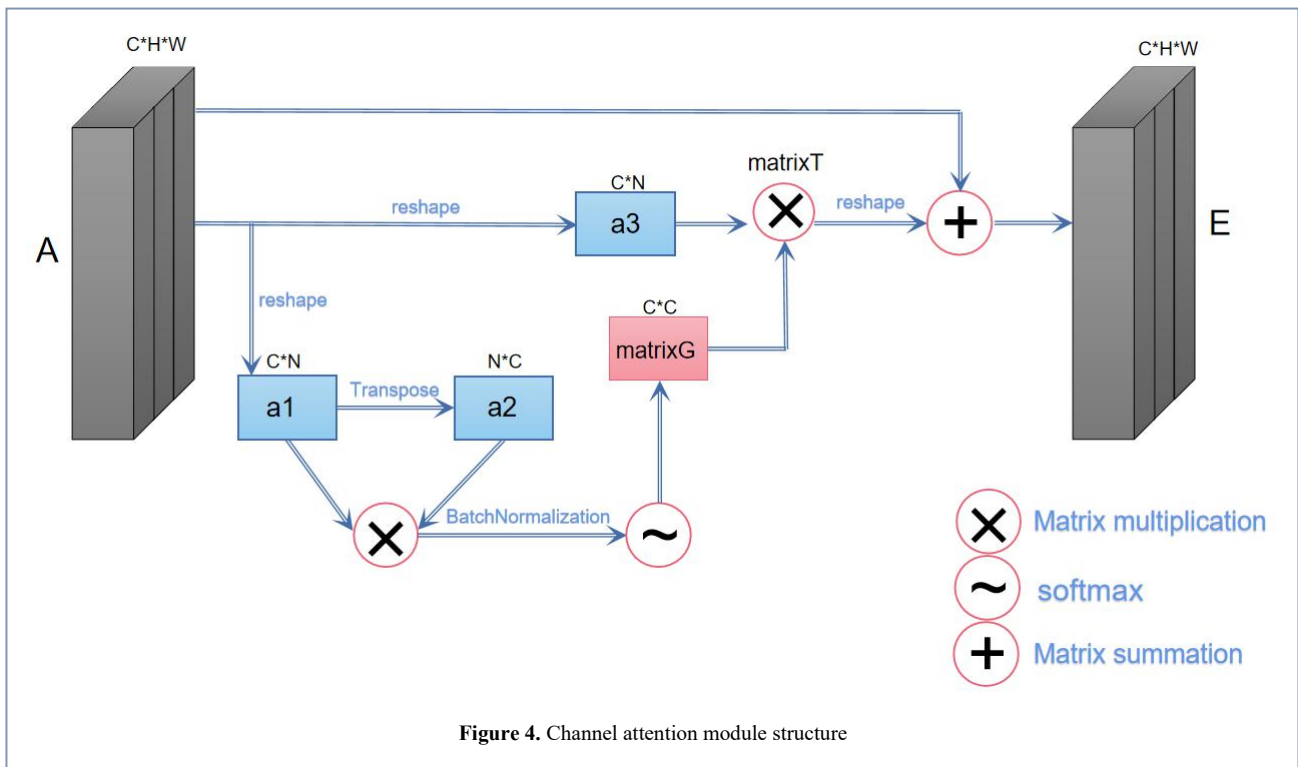 C*H*W
C*H*W
matrixT
C*N
reshape
a3
reshape
A
E
reshape
C*C
matrixG
C*N
N*C
a1
Transpose
a2
×
+
×
BatchNormalization
~
× Matrix multiplication
~ softmax
+ Matrix summation
Figure 4. Channel attention module structure